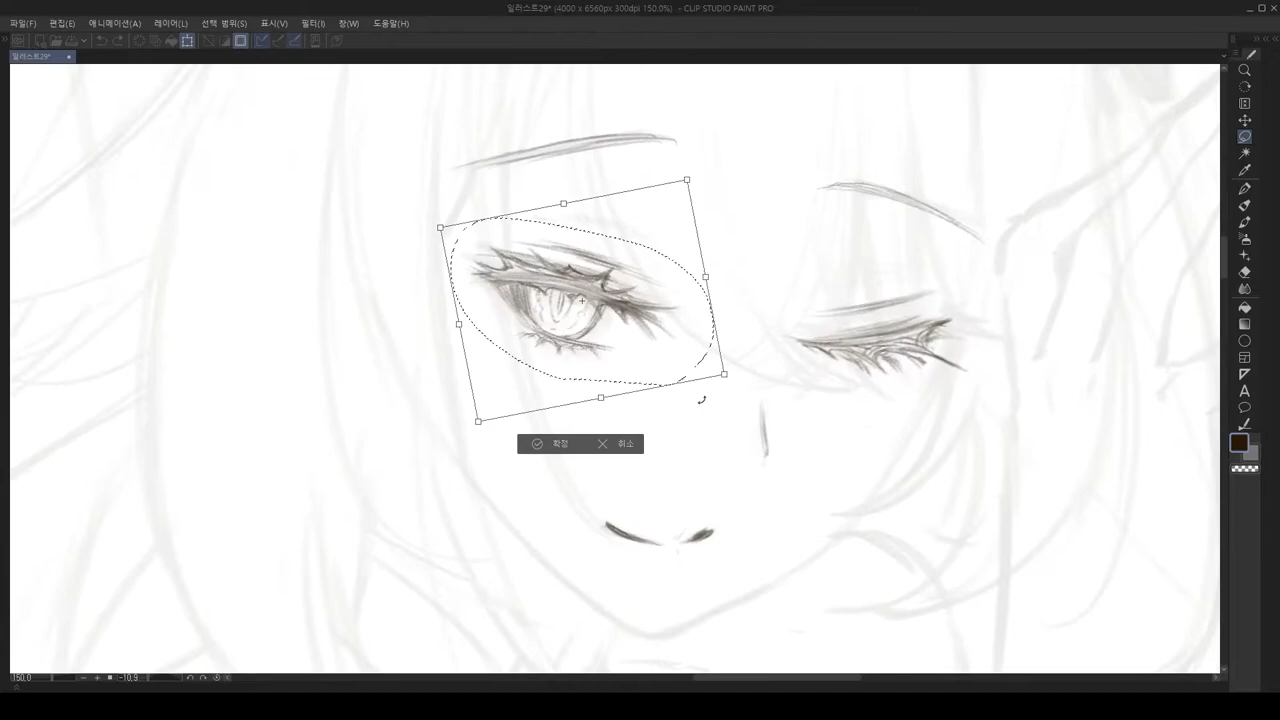 일러스트29* (4000 x 6560px 300dpi 150.0%) - CLIP STUDIO PAINT PRO
파일(F) 편집(E) 애니메이션(A) 레이어(L) 선택 범위(S) 표시(V) 필터(I) 창(W) 도움말(H)
일러스트29*
확정 취소
150.0 -10.9